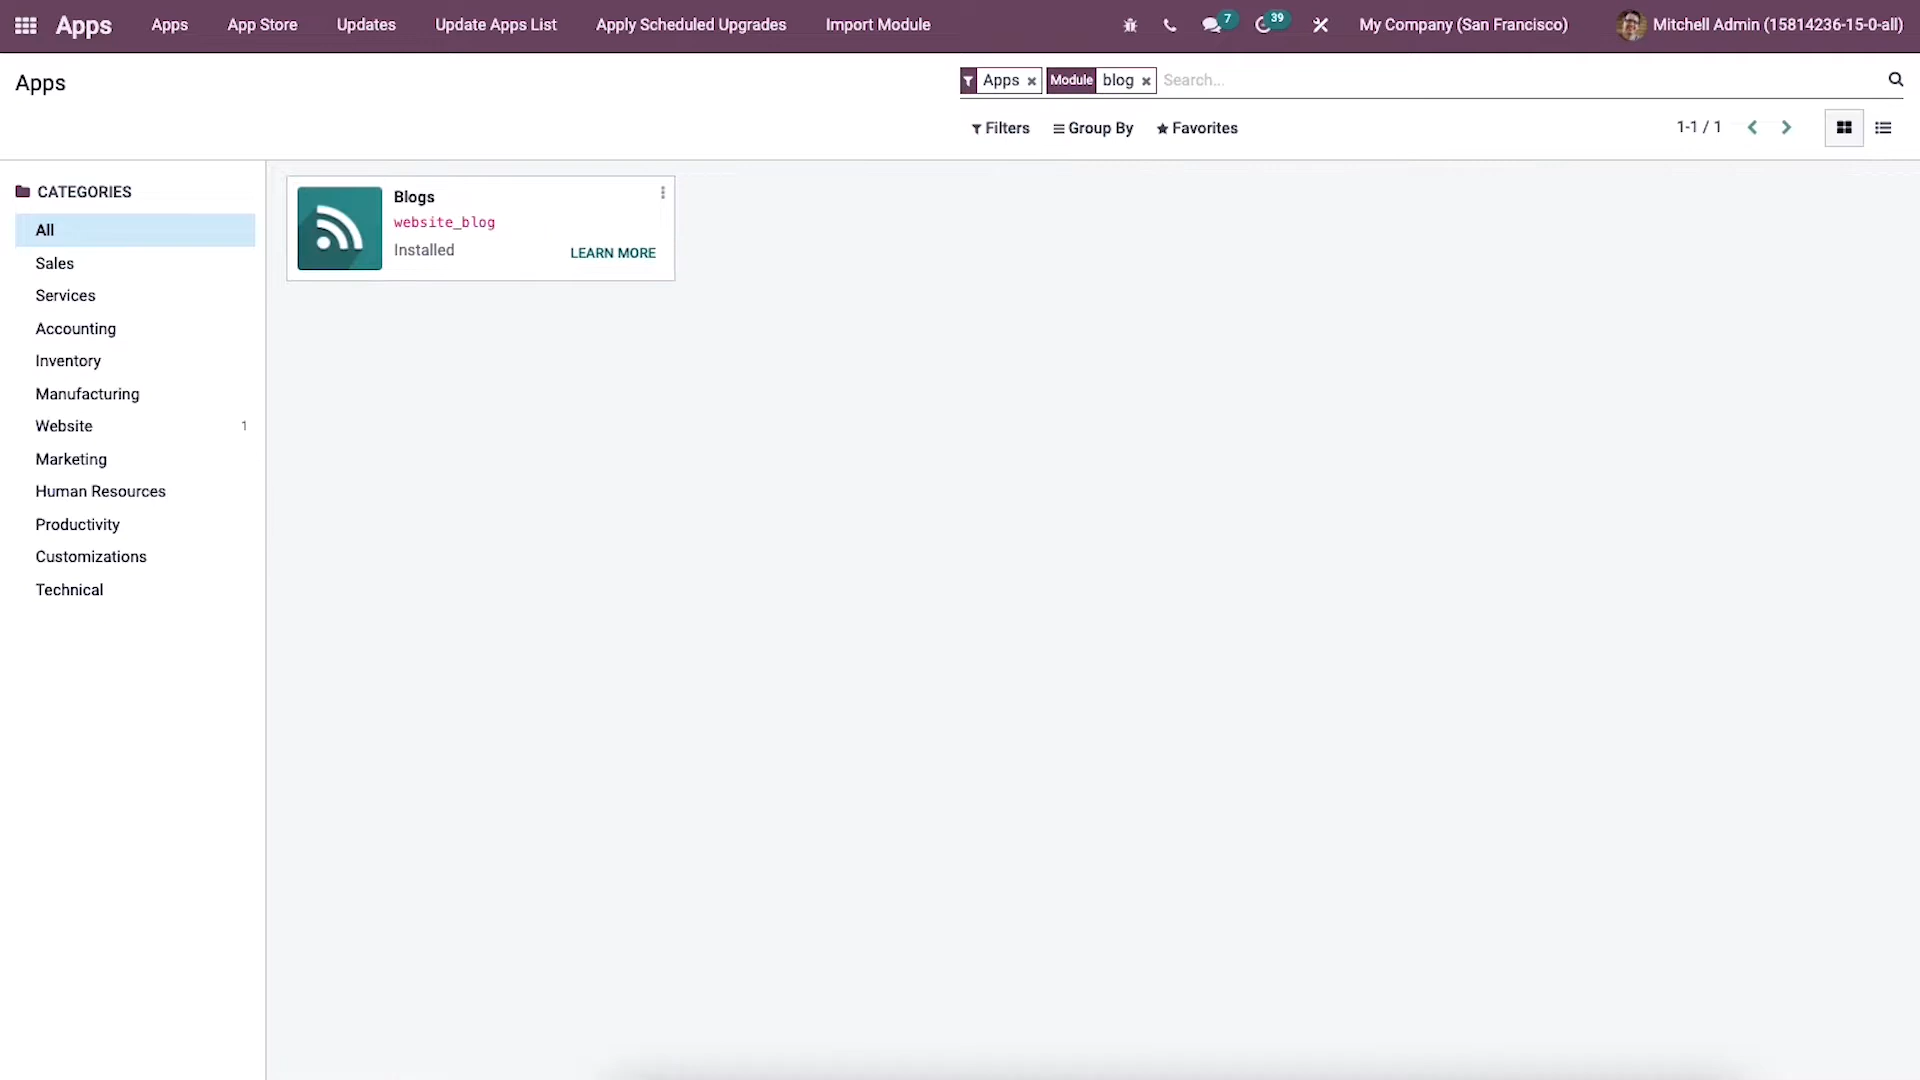 Apps Apps App Store Updates Update Apps List Apply Scheduled Upgrades Import Module 7 39 My Company (San Francisco) Mitchell Admin (15814236-15-0-all)
Apps
Apps × Module blog × Search...
Filters Group By Favorites 1-1 / 1
CATEGORIES
All
Sales
Services
Accounting
Inventory
Manufacturing
Website 1
Marketing
Human Resources
Productivity
Customizations
Technical
Blogs
website_blog
Installed LEARN MORE